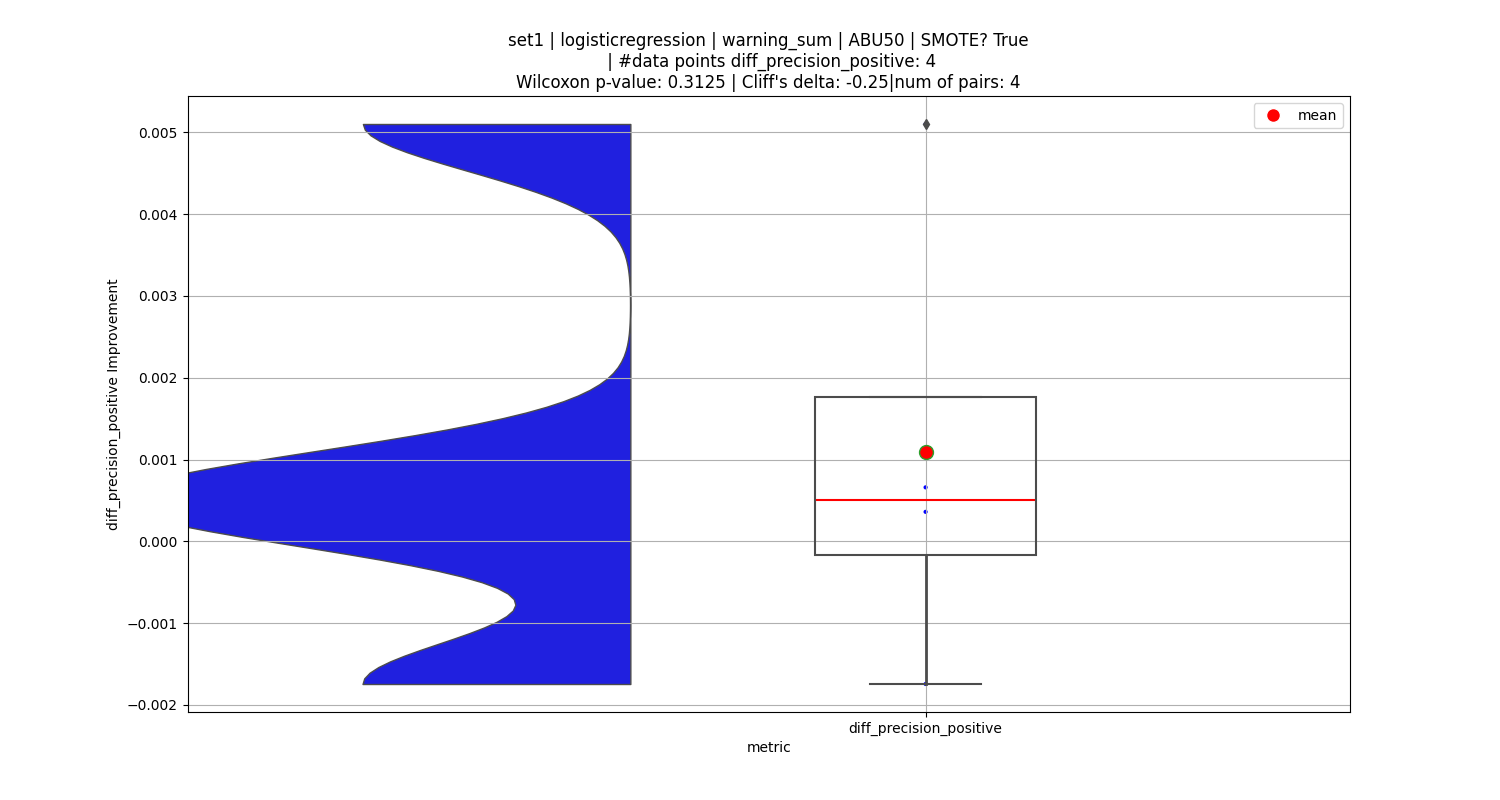 set1 | logisticregression | warning_sum | ABU50 | SMOTE? True
| #data points diff_precision_positive: 4
Wilcoxon p-value: 0.3125 | Cliff's delta: -0.25|num of pairs: 4
mean
0.005
0.004
0.003
0.002
0.001
0.000
−0.001
−0.002
diff_precision_positive Improvement
diff_precision_positive
metric